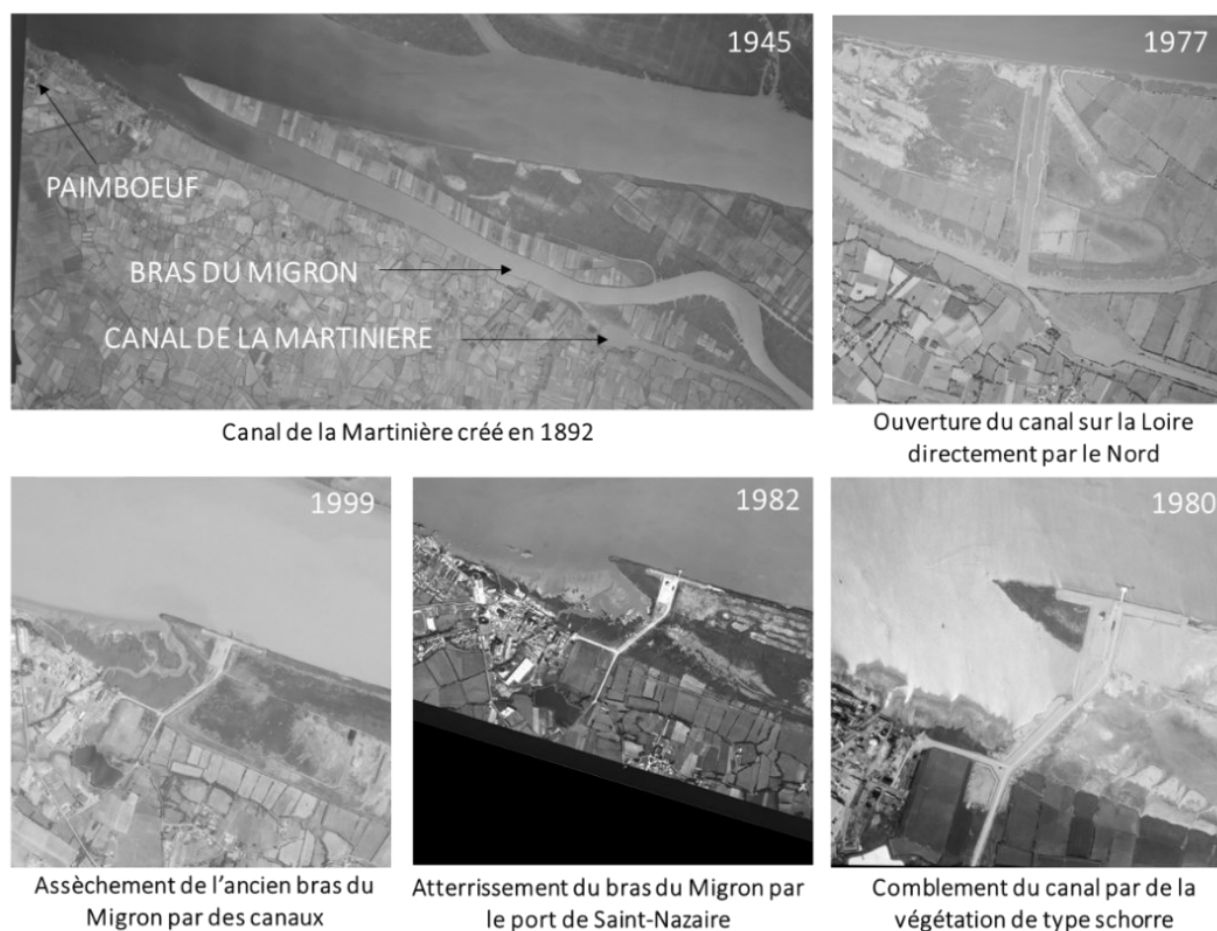 1945
PAIMBOEUF
BRAS DU MIGRON
CANAL DE LA MARTINIERE
Canal de la Martinière créé en 1892
1977
Ouverture du canal sur la Loire
directement par le Nord
1999
Assèchement de l'ancien bras du
Migron par des canaux
1982
Atterrissement du bras du Migron par
le port de Saint-Nazaire
1980
Comblement du canal par de la
végétation de type schorre